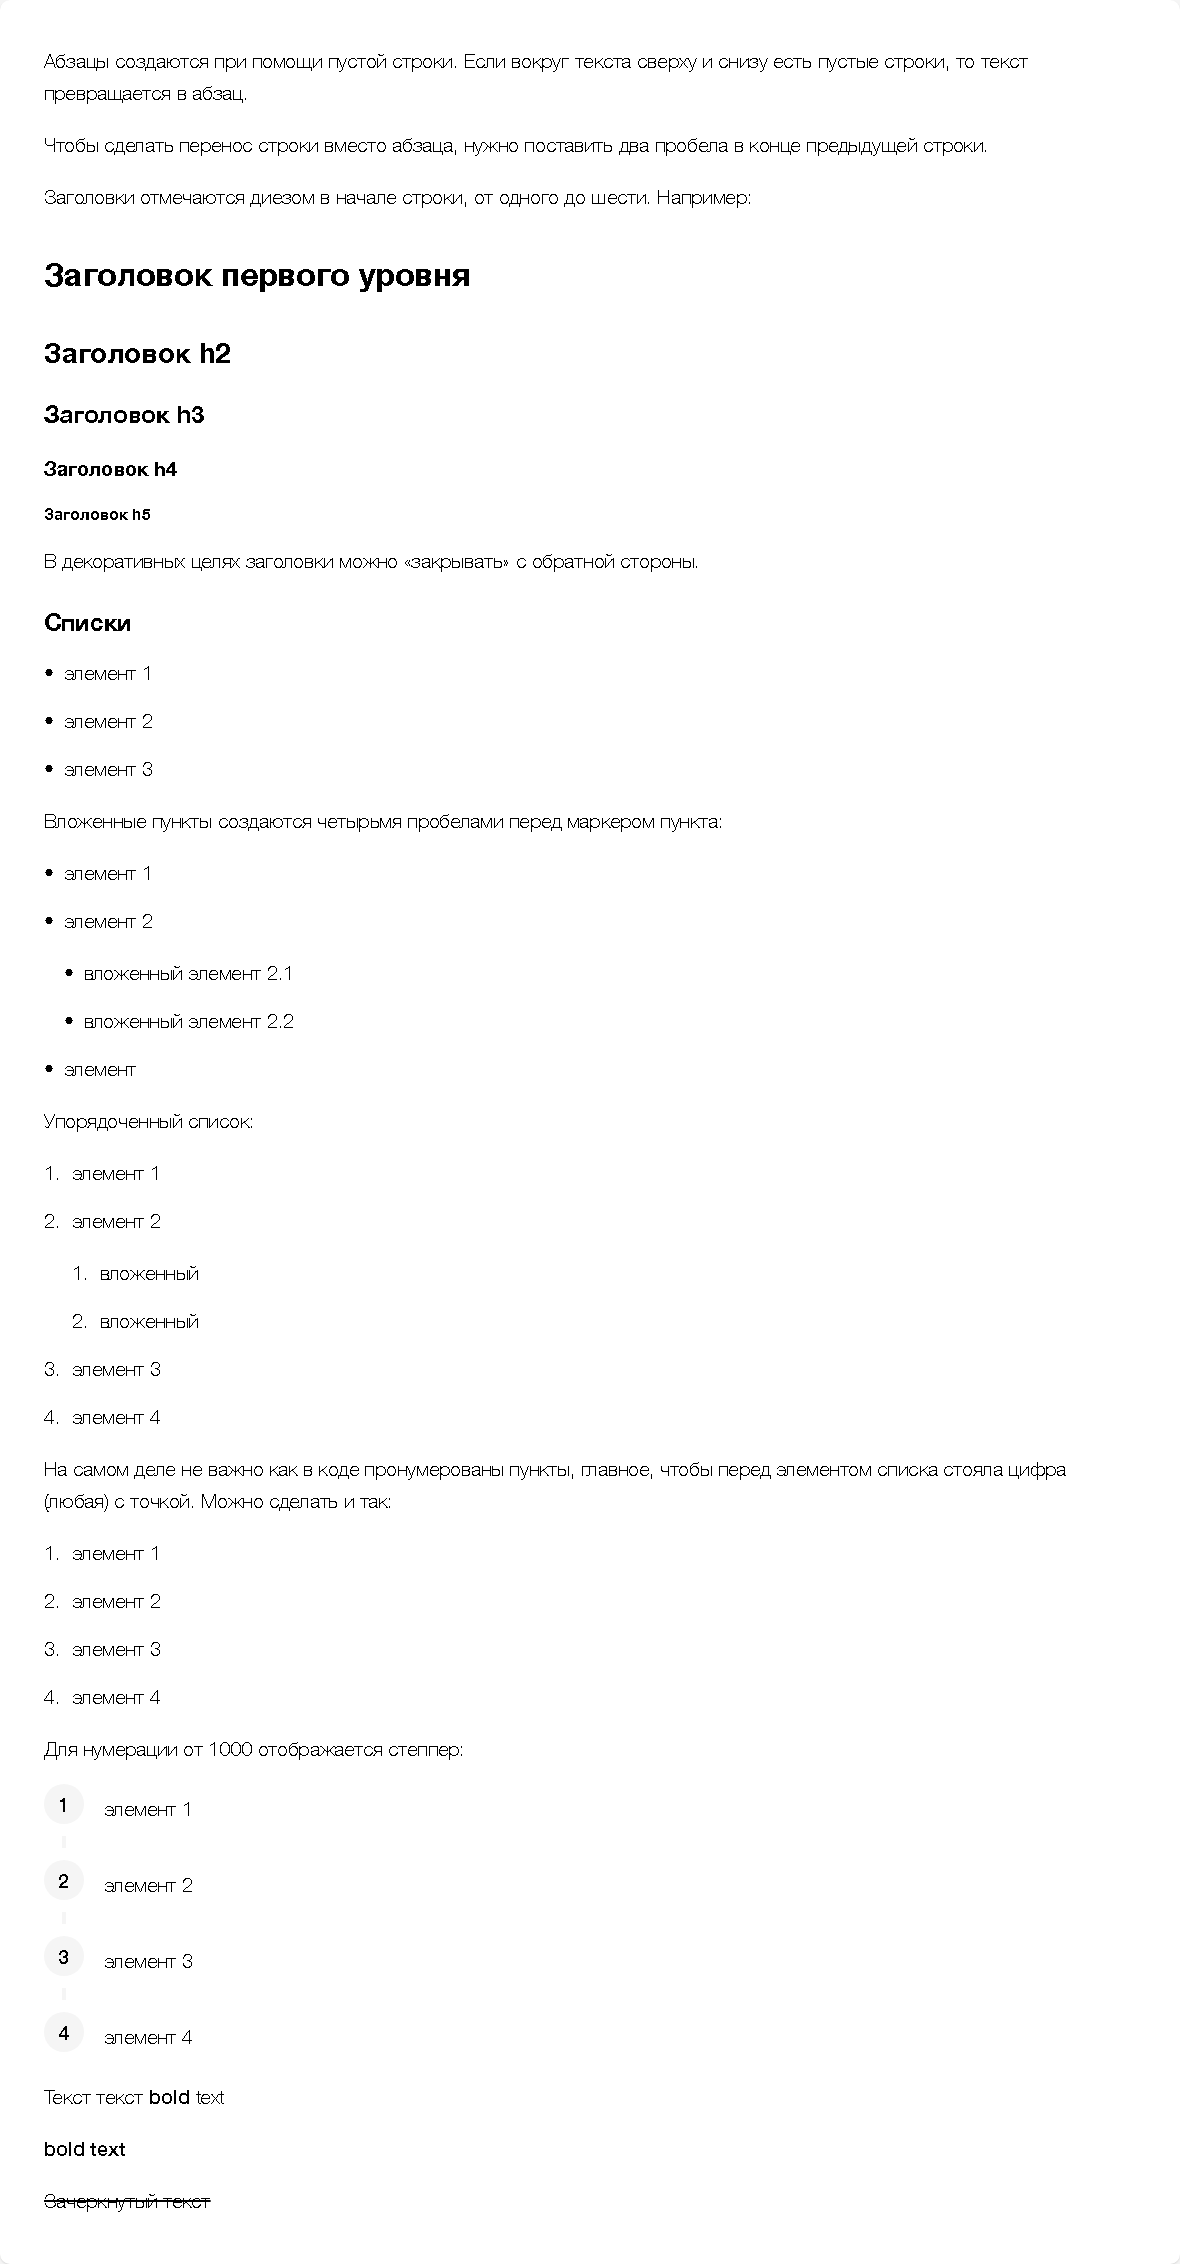 Абзацы создаются при помощи пустой строки. Если вокруг текста сверху и снизу есть пустые строки, то текст
превращается в абзац.
Чтобы сделать перенос строки вместо абзаца, нужно поставить два пробела в конце предыдущей строки.
Заголовки отмечаются диезом в начале строки, от одного до шести. Например:
Заголовок первого уровня
Заголовок h2
Заголовок h3
Заголовок h4
Заголовок h5
В декоративных целях заголовки можно «закрывать» с обратной стороны.
Списки
• элемент 1
• элемент 2
• элемент 3
Вложенные пункты создаются четырьмя пробелами перед маркером пункта:
• элемент 1
• элемент 2
• вложенный элемент 2.1
• вложенный элемент 2.2
• элемент
Упорядоченный список:
1. элемент 1
2. элемент 2
1. вложенный
2. вложенный
3. элемент 3
4. элемент 4
На самом деле не важно как в коде пронумерованы пункты, главное, чтобы перед элементом списка стояла цифра
(любая) с точкой. Можно сделать и так:
1. элемент 1
2. элемент 2
3. элемент 3
4. элемент 4
Для нумерации от 1000 отображается степпер:
1 элемент 1
2 элемент 2
3 элемент 3
4 элемент 4
Текст текст bold text
bold text
Зачеркнутый текст